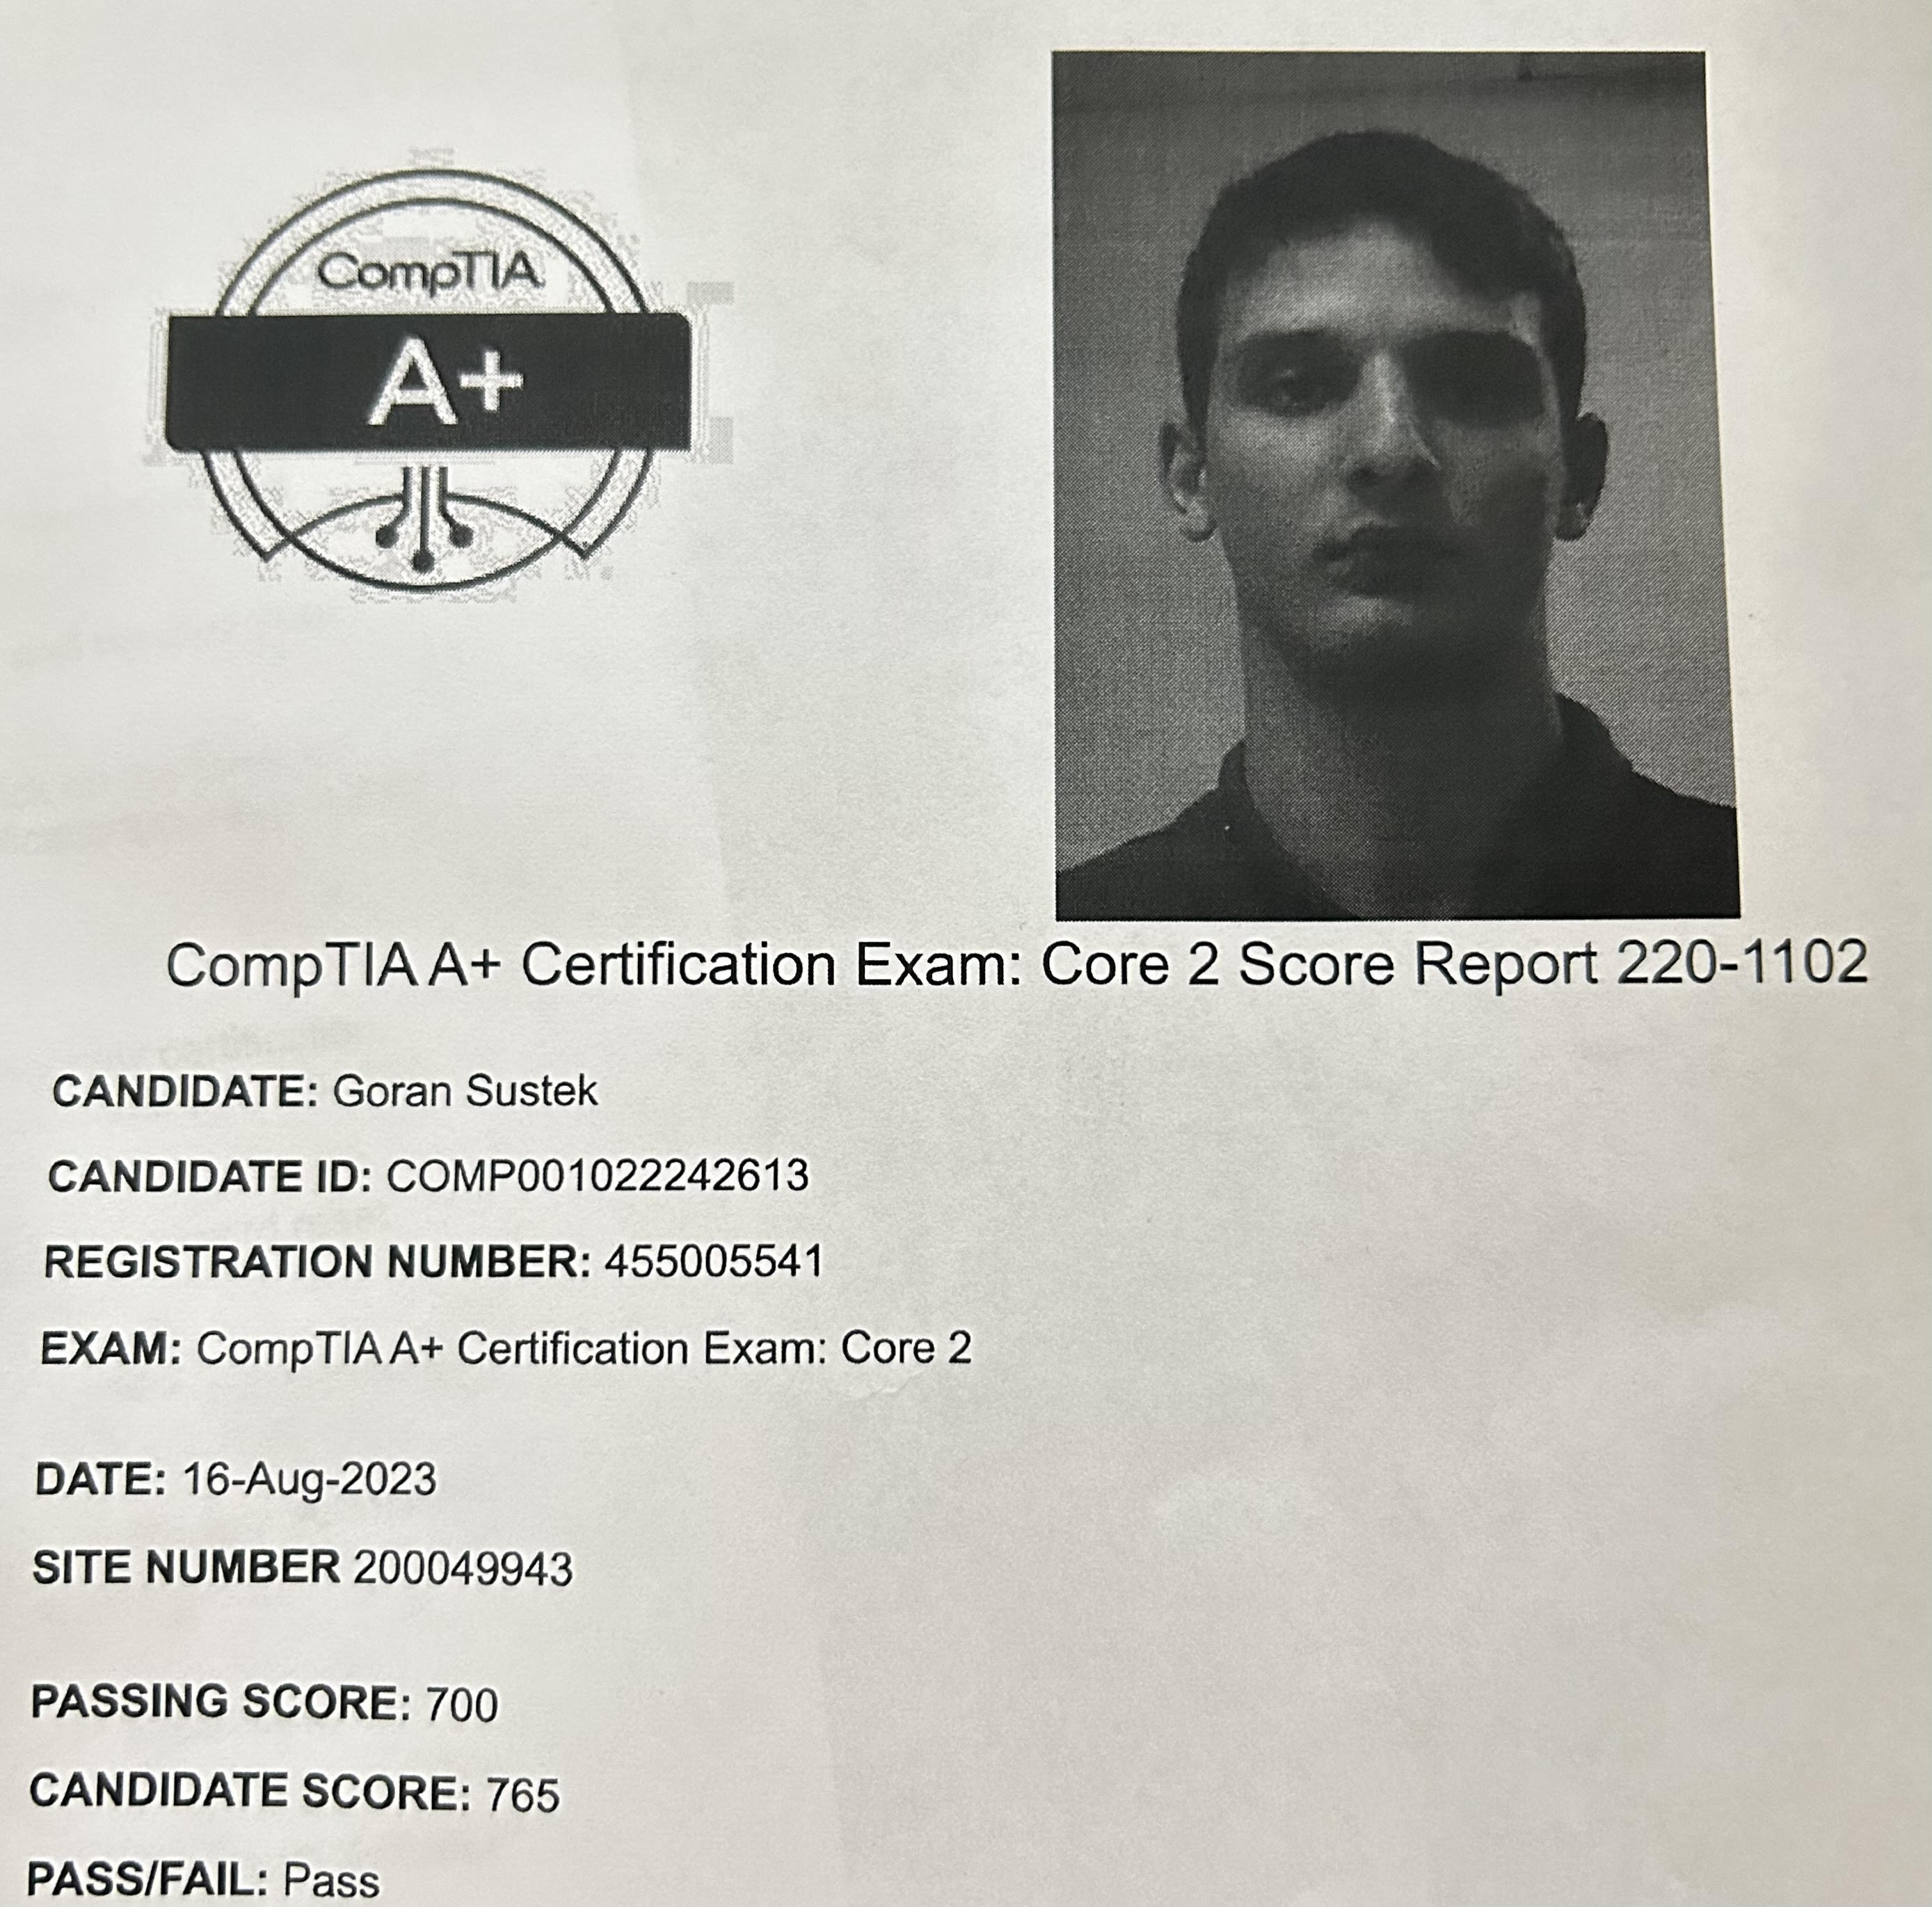 CompTIA
A+
CompTIA A+ Certification Exam: Core 2 Score Report 220-1102
CANDIDATE: Goran Sustek
CANDIDATE ID: COMP001022242613
REGISTRATION NUMBER: 455005541
EXAM: CompTIA A+ Certification Exam: Core 2
DATE: 16-Aug-2023
SITE NUMBER 200049943
PASSING SCORE: 700
CANDIDATE SCORE: 765
PASS/FAIL: Pass